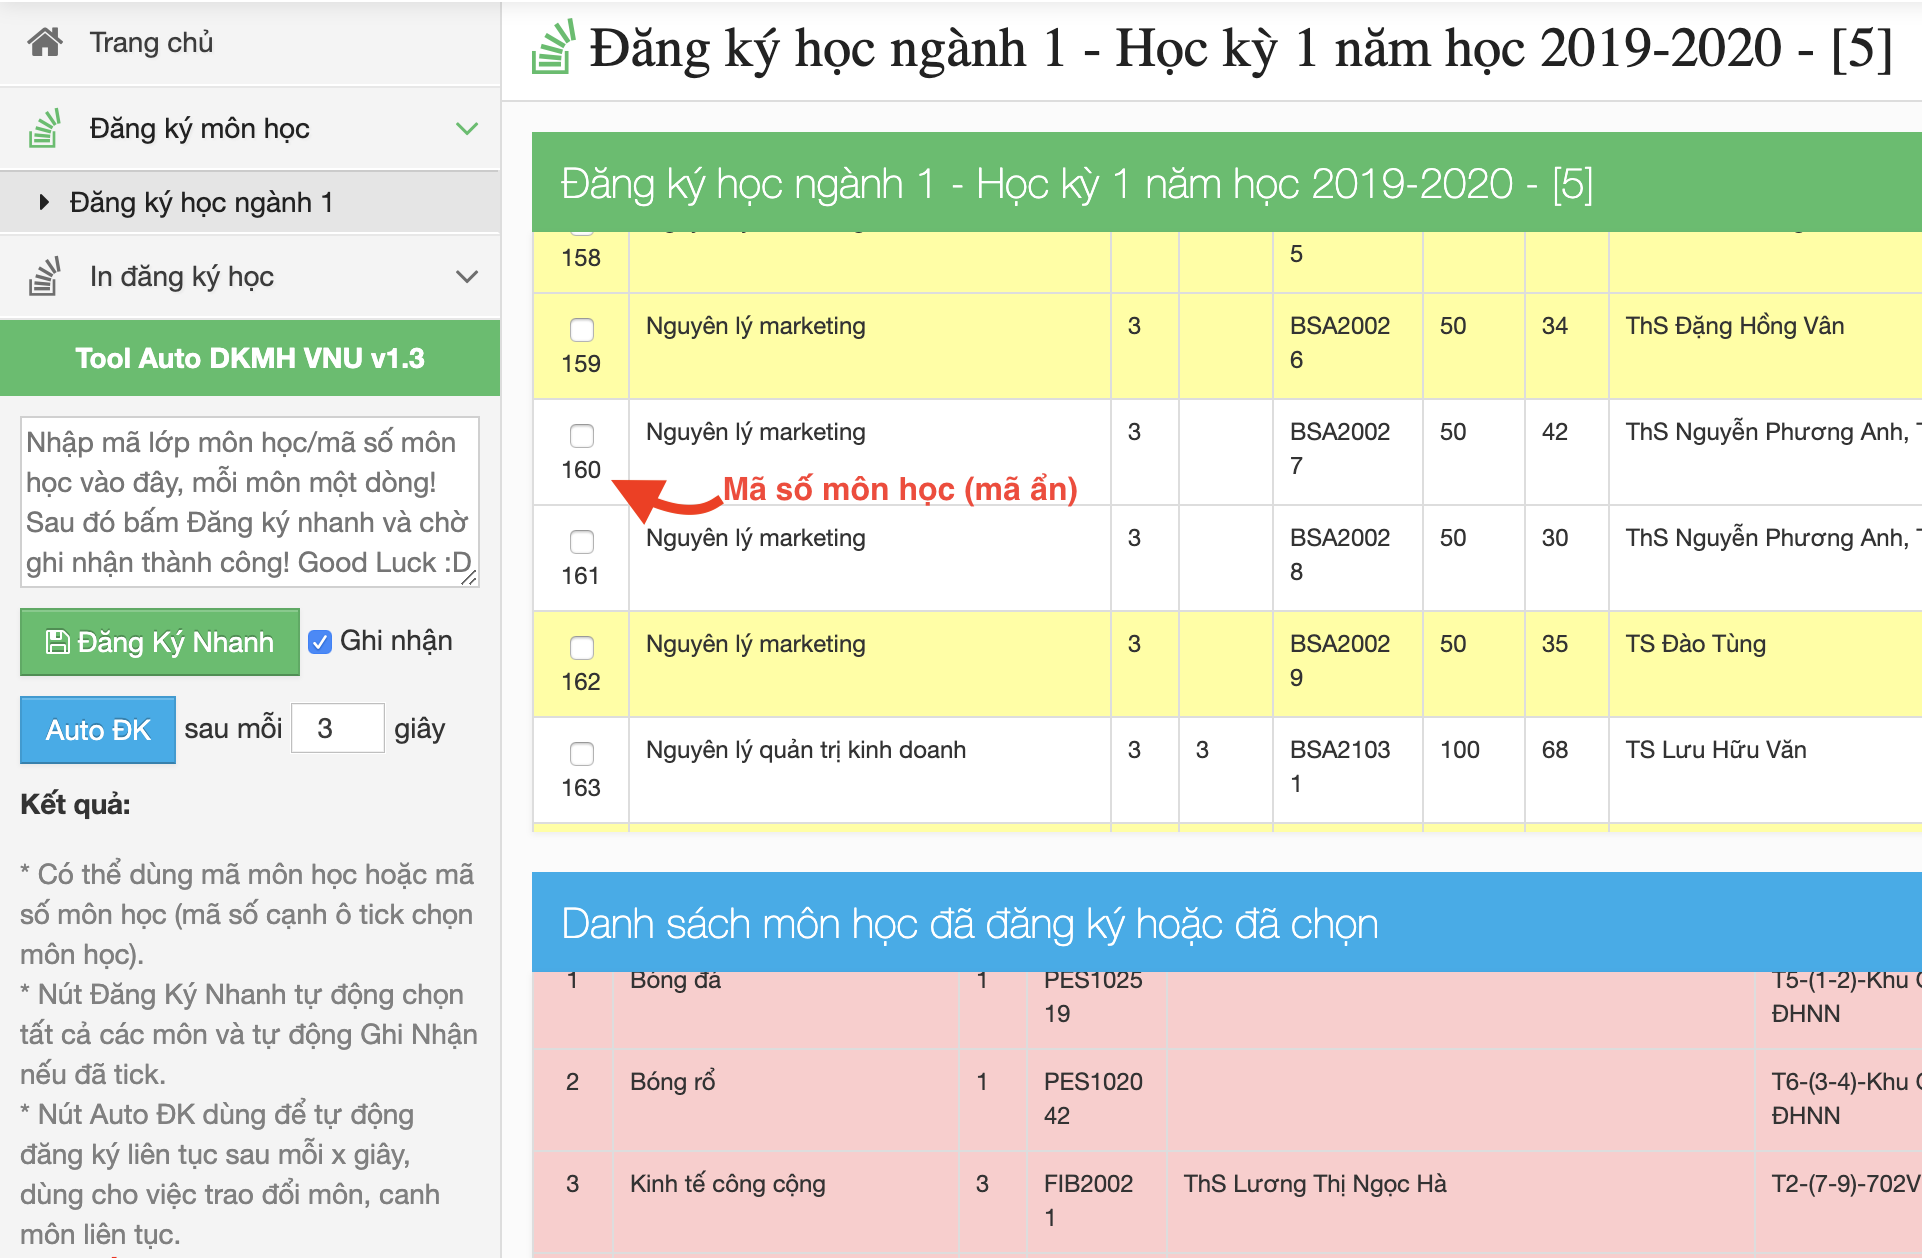 Trang chủ
Đăng ký môn học
Đăng ký học ngành 1
In đăng ký học
Tool Auto DKMH VNU v1.3
Nhập mã lớp môn học/mã số môn
học vào đây, mỗi môn một dòng!
Sau đó bấm Đăng ký nhanh và chờ
ghi nhận thành công! Good Luck :D
Đăng Ký Nhanh Ghi nhận
Auto ĐK sau mỗi 3 giây
Kết quả:
* Có thể dùng mã môn học hoặc mã
số môn học (mã số cạnh ô tick chọn
môn học).
* Nút Đăng Ký Nhanh tự động chọn
tất cả các môn và tự động Ghi Nhận
nếu đã tick.
* Nút Auto ĐK dùng để tự động
đăng ký liên tục sau mỗi x giây,
dùng cho việc trao đổi môn, canh
môn liên tục.
Đăng ký học ngành 1 - Học kỳ 1 năm học 2019-2020 - [5]
Đăng ký học ngành 1 - Học kỳ 1 năm học 2019-2020 - [5]
158 5
Nguyên lý marketing 3 BSA2002 50 34 ThS Đặng Hồng Vân
159 6
Nguyên lý marketing 3 BSA2002 50 42 ThS Nguyễn Phương Anh,
160 7
Mã số môn học (mã ẩn)
Nguyên lý marketing 3 BSA2002 50 30 ThS Nguyễn Phương Anh,
161 8
Nguyên lý marketing 3 BSA2002 50 35 TS Đào Tùng
162 9
Nguyên lý quản trị kinh doanh 3 3 BSA2103 100 68 TS Lưu Hữu Văn
163 1
Danh sách môn học đã đăng ký hoặc đã chọn
1 Bóng đá 1 PES1025 T5-(1-2)-Khu
19 ĐHNN
2 Bóng rổ 1 PES1020 T6-(3-4)-Khu
42 ĐHNN
3 Kinh tế công cộng 3 FIB2002 ThS Lương Thị Ngọc Hà T2-(7-9)-702V
1